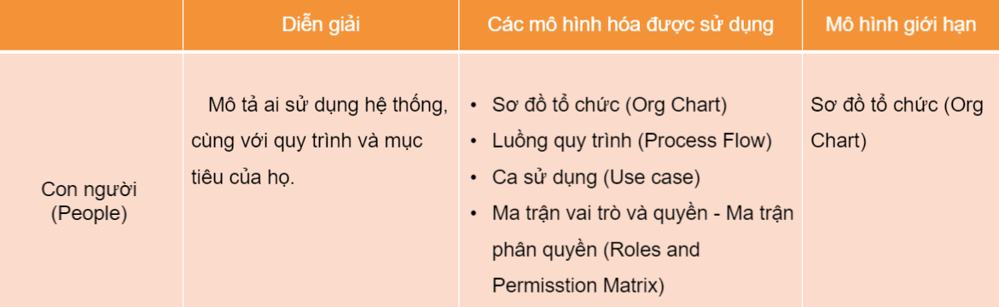 Diễn giải
Các mô hình hóa được sử dụng
Mô hình giới hạn
Con người
(People)
Mô tả ai sử dụng hệ thống,
cùng với quy trình và mục
tiêu của họ.
• Sơ đồ tổ chức (Org Chart)
• Luồng quy trình (Process Flow)
• Ca sử dụng (Use case)
• Ma trận vai trò và quyền - Ma trận
phân quyền (Roles and
Permisstion Matrix)
Sơ đồ tổ chức (Org
Chart)